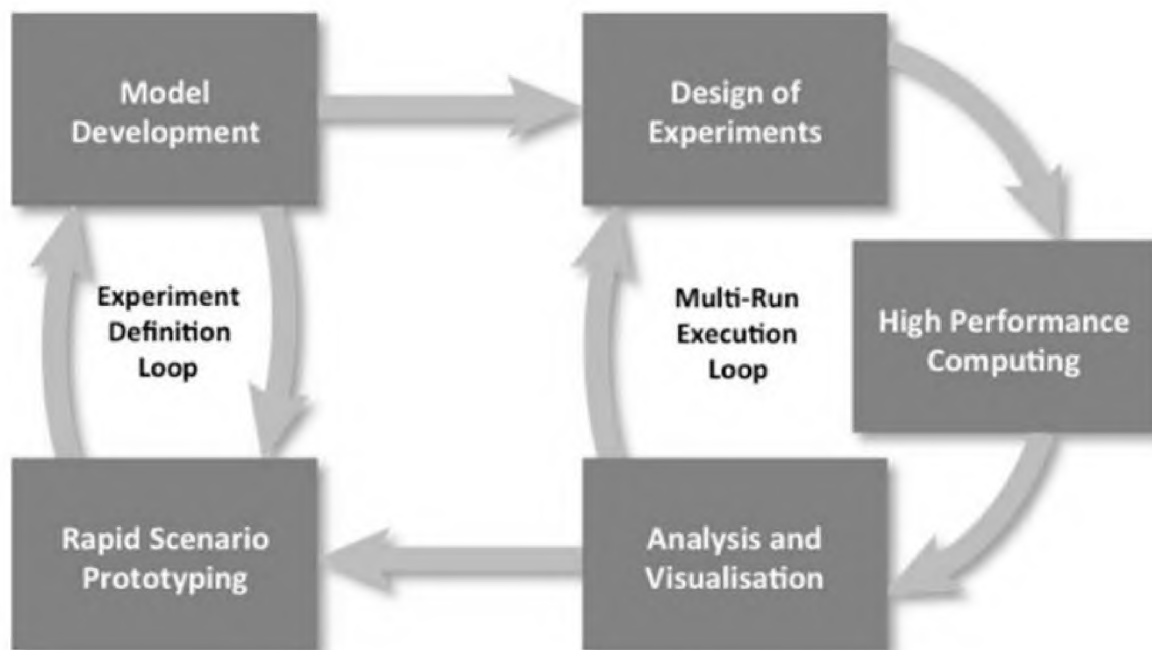 Model
Development
Design of
Experiments
Experiment
Definition
Loop
Multi-Run
Execution
Loop
High Performance
Computing
Rapid Scenario
Prototyping
Analysis and
Visualisation